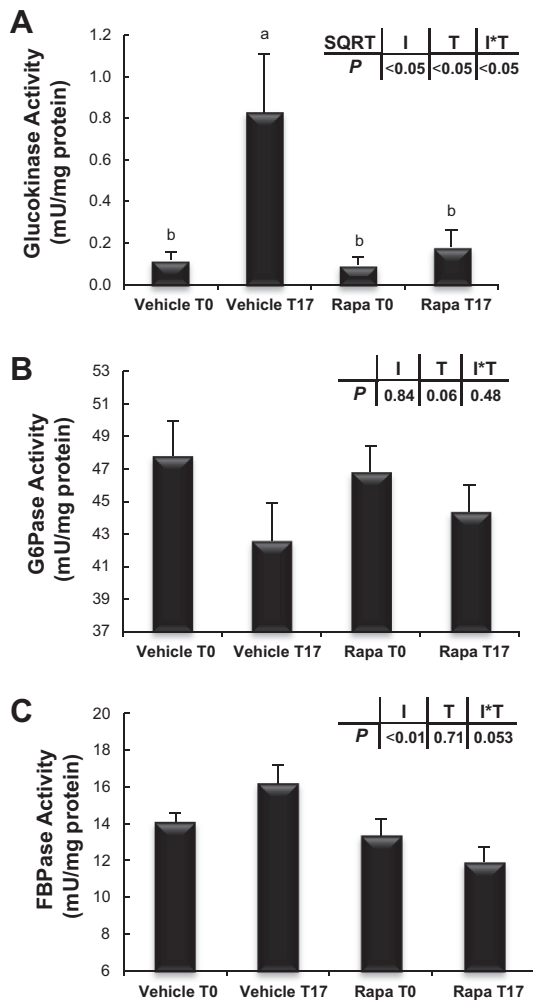 A
Glucokinase Activity
(mU/mg protein)
1.2
1.0
0.8
0.6
0.4
0.2
0.0
SQRT I T I*T
P <0.05 <0.05 <0.05
b
a
b
b
Vehicle T0 Vehicle T17 Rapa T0 Rapa T17
B
G6Pase Activity
(mU/mg protein)
53
51
49
47
45
43
41
39
37
I T I*T
P 0.84 0.06 0.48
Vehicle T0 Vehicle T17 Rapa T0 Rapa T17
C
FBPase Activity
(mU/mg protein)
20
18
16
14
12
10
8
6
I T I*T
P <0.01 0.71 0.053
Vehicle T0 Vehicle T17 Rapa T0 Rapa T17